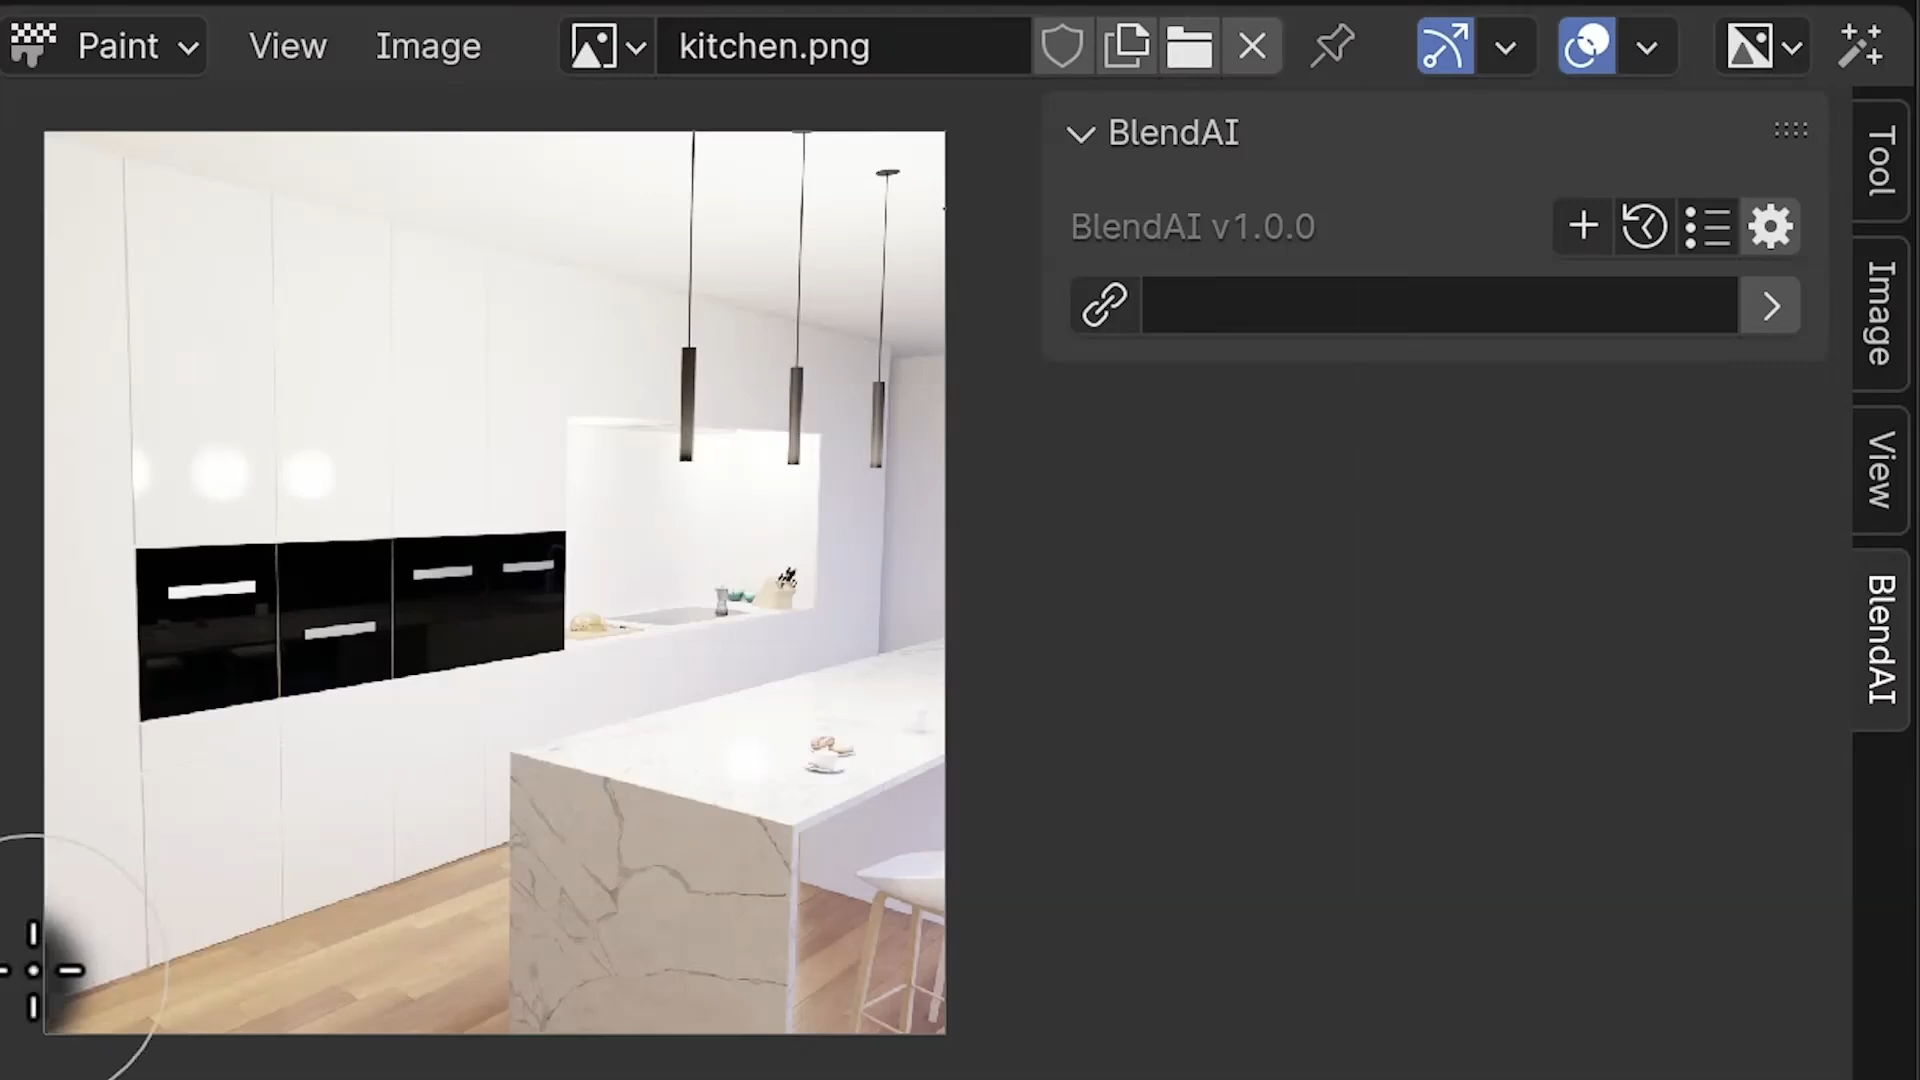 Paint View Image kitchen.png
BlendAI
BlendAI v1.0.0
Tool
Image
View
BlendAI